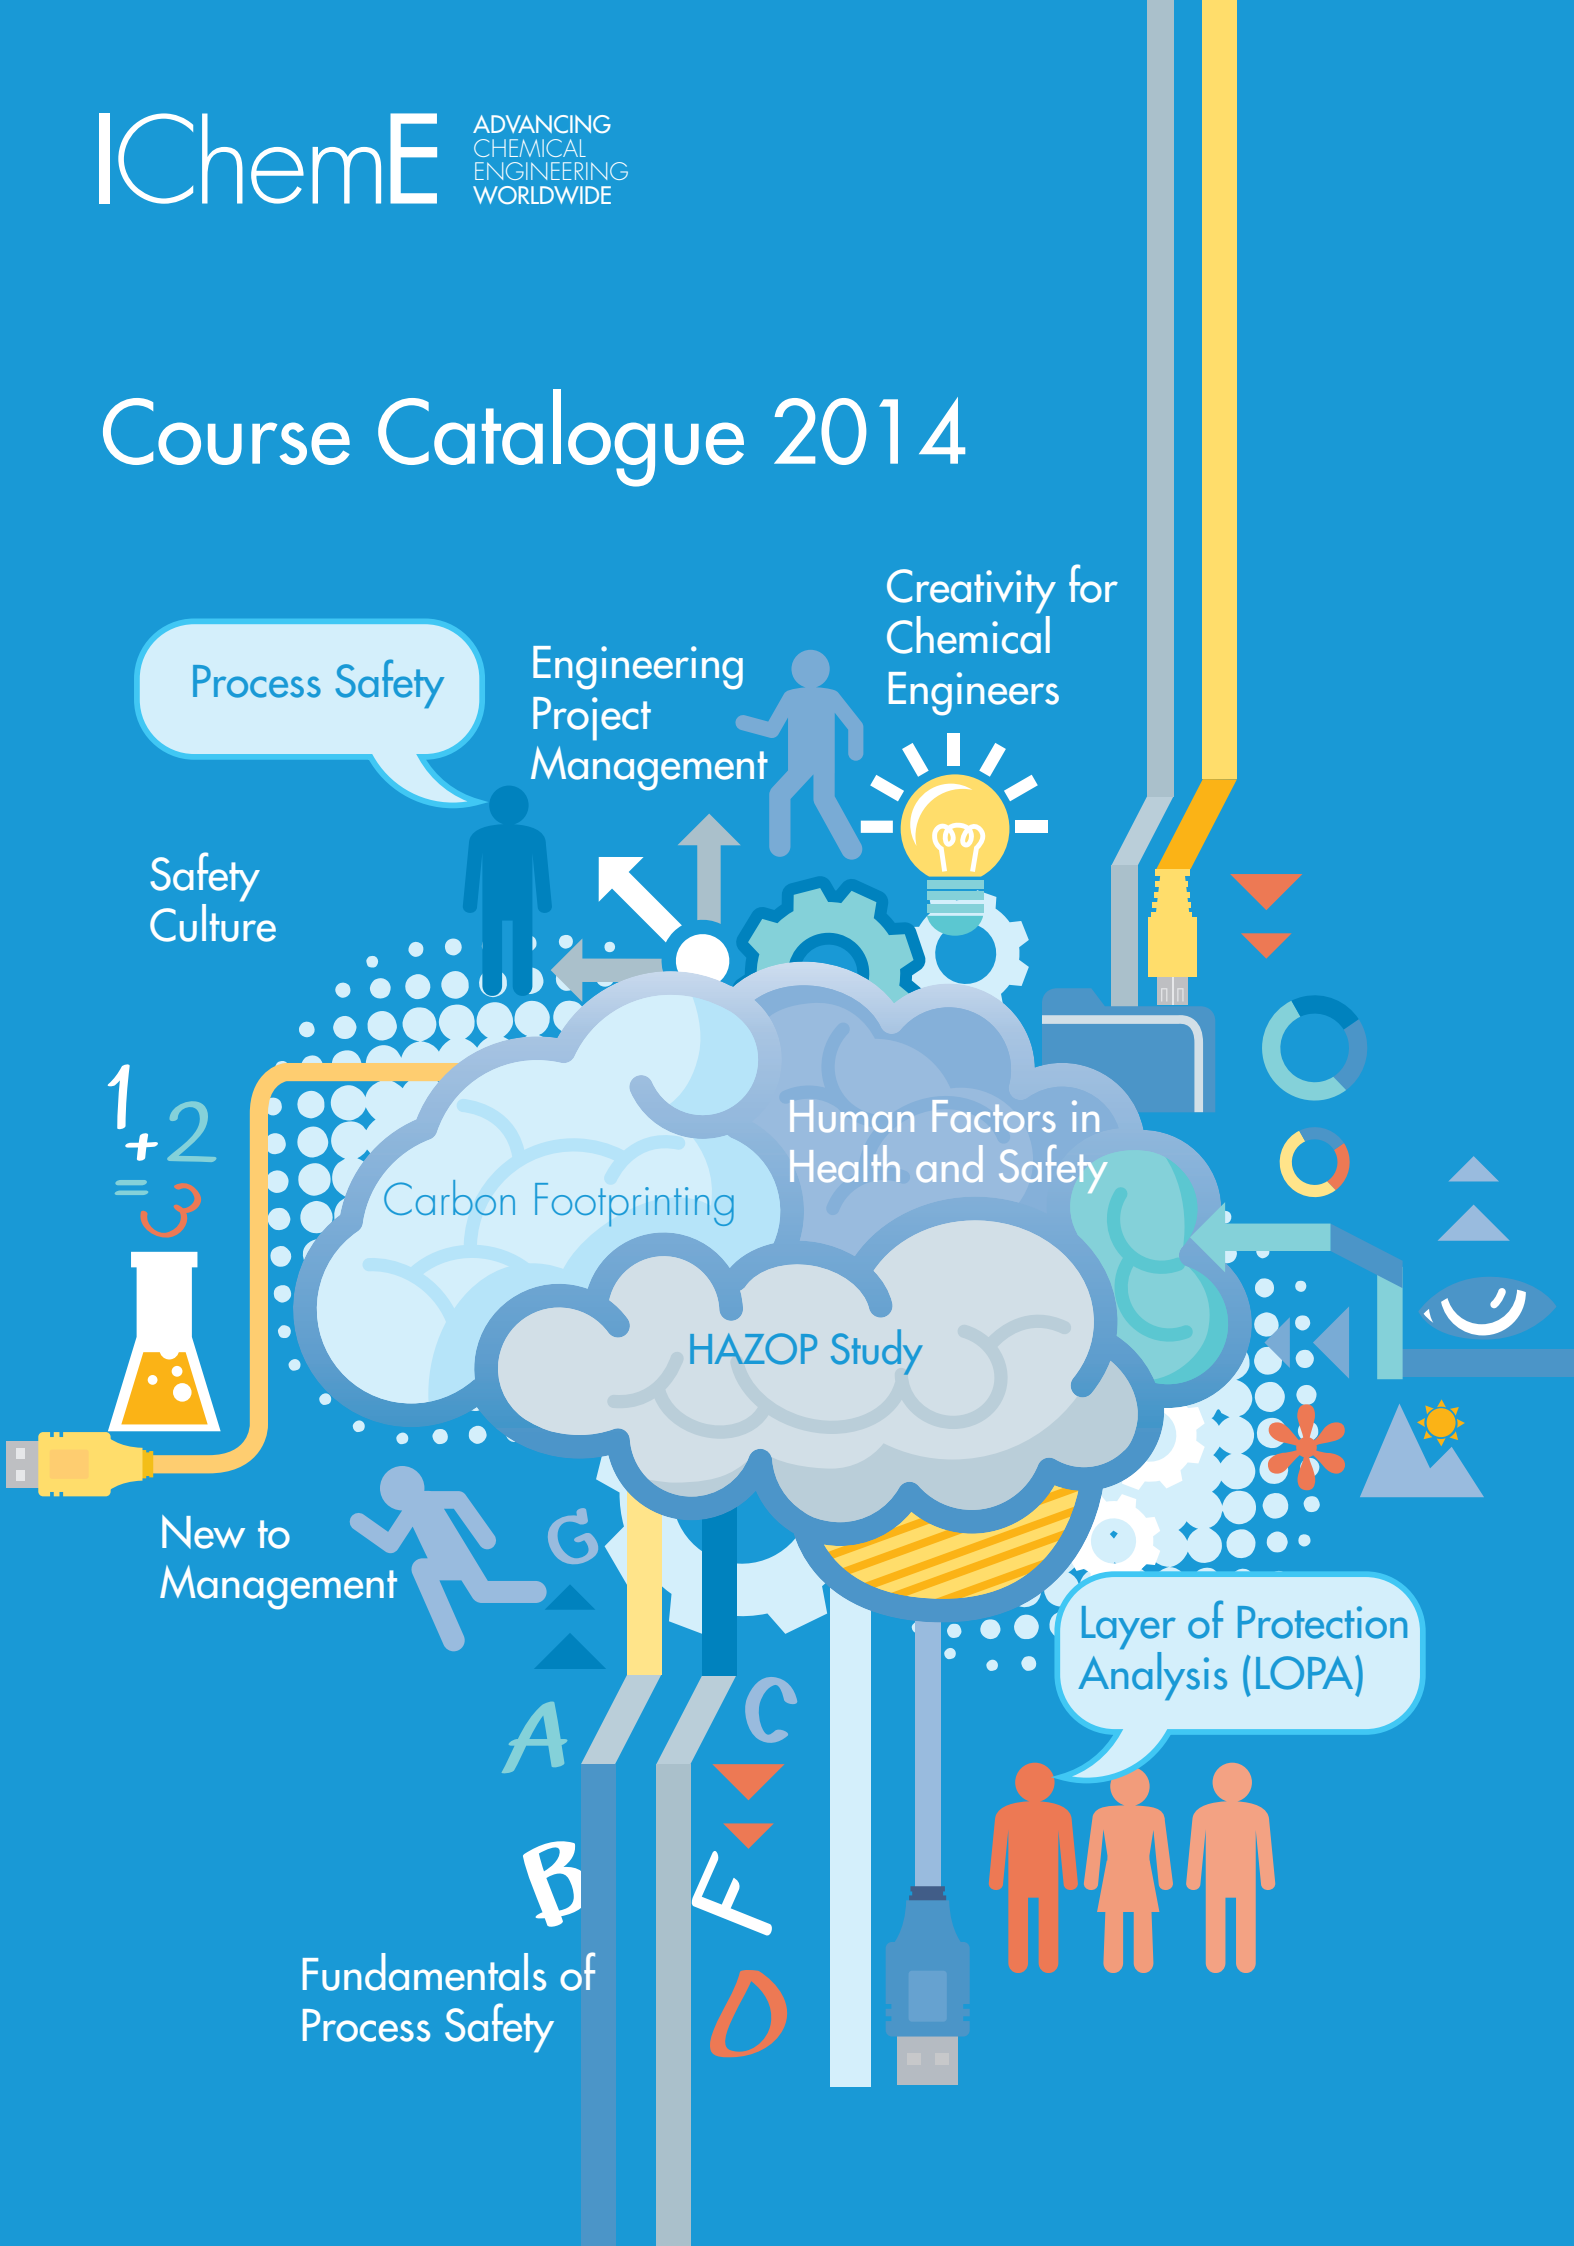 IChemE
ADVANCING
CHEMICAL
ENGINEERING
WORLDWIDE
Course Catalogue 2014
Creativity for
Chemical
Engineers
Engineering
Project
Management
Process Safety
Safety
Culture
1
+2
=3
Human Factors in
Health and Safety
Carbon Footprinting
HAZOP Study
New to
Management
G
Layer of Protection
Analysis (LOPA)
A
C
B
F
D
Fundamentals of
Process Safety